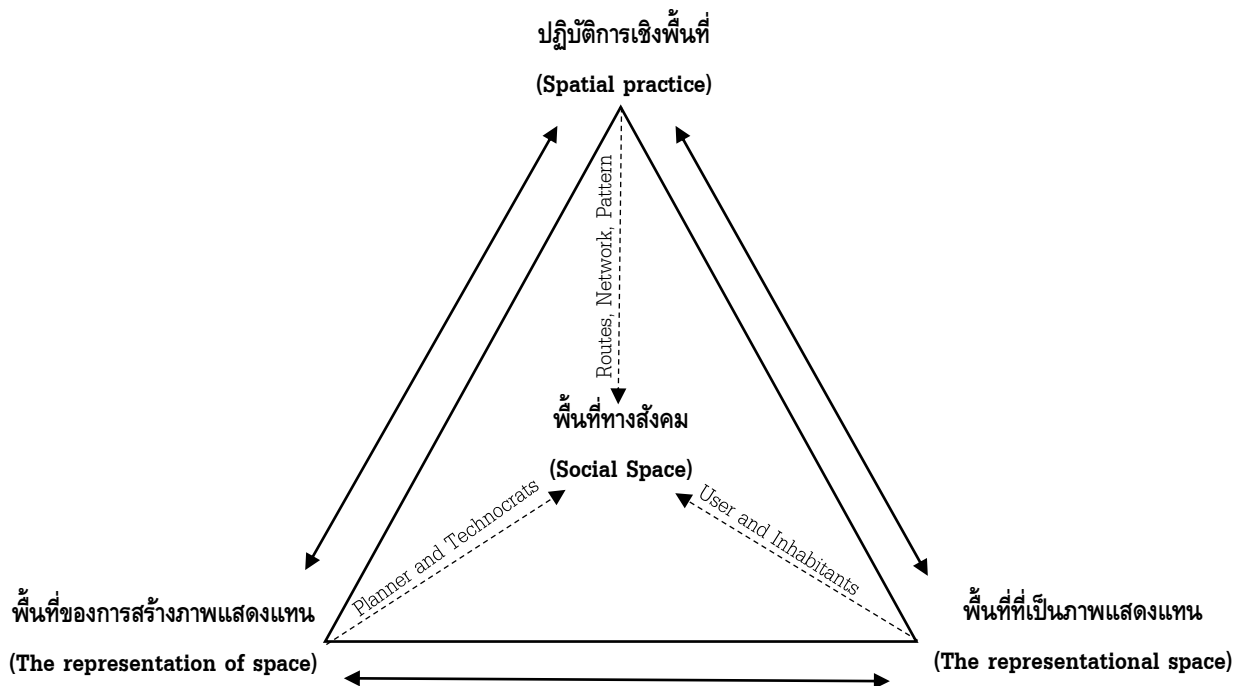 ปฏิบัติการเชิงพื้นที่
(Spatial practice)
Routes, Network, Pattern
พื้นที่ทางสังคม
(Social Space)
Planner and Technocrats
User and Inhabitants
พื้นที่ของการสร้างภาพแสดงแทน
(The representation of space)
พื้นที่ที่เป็นภาพแสดงแทน
(The representational space)